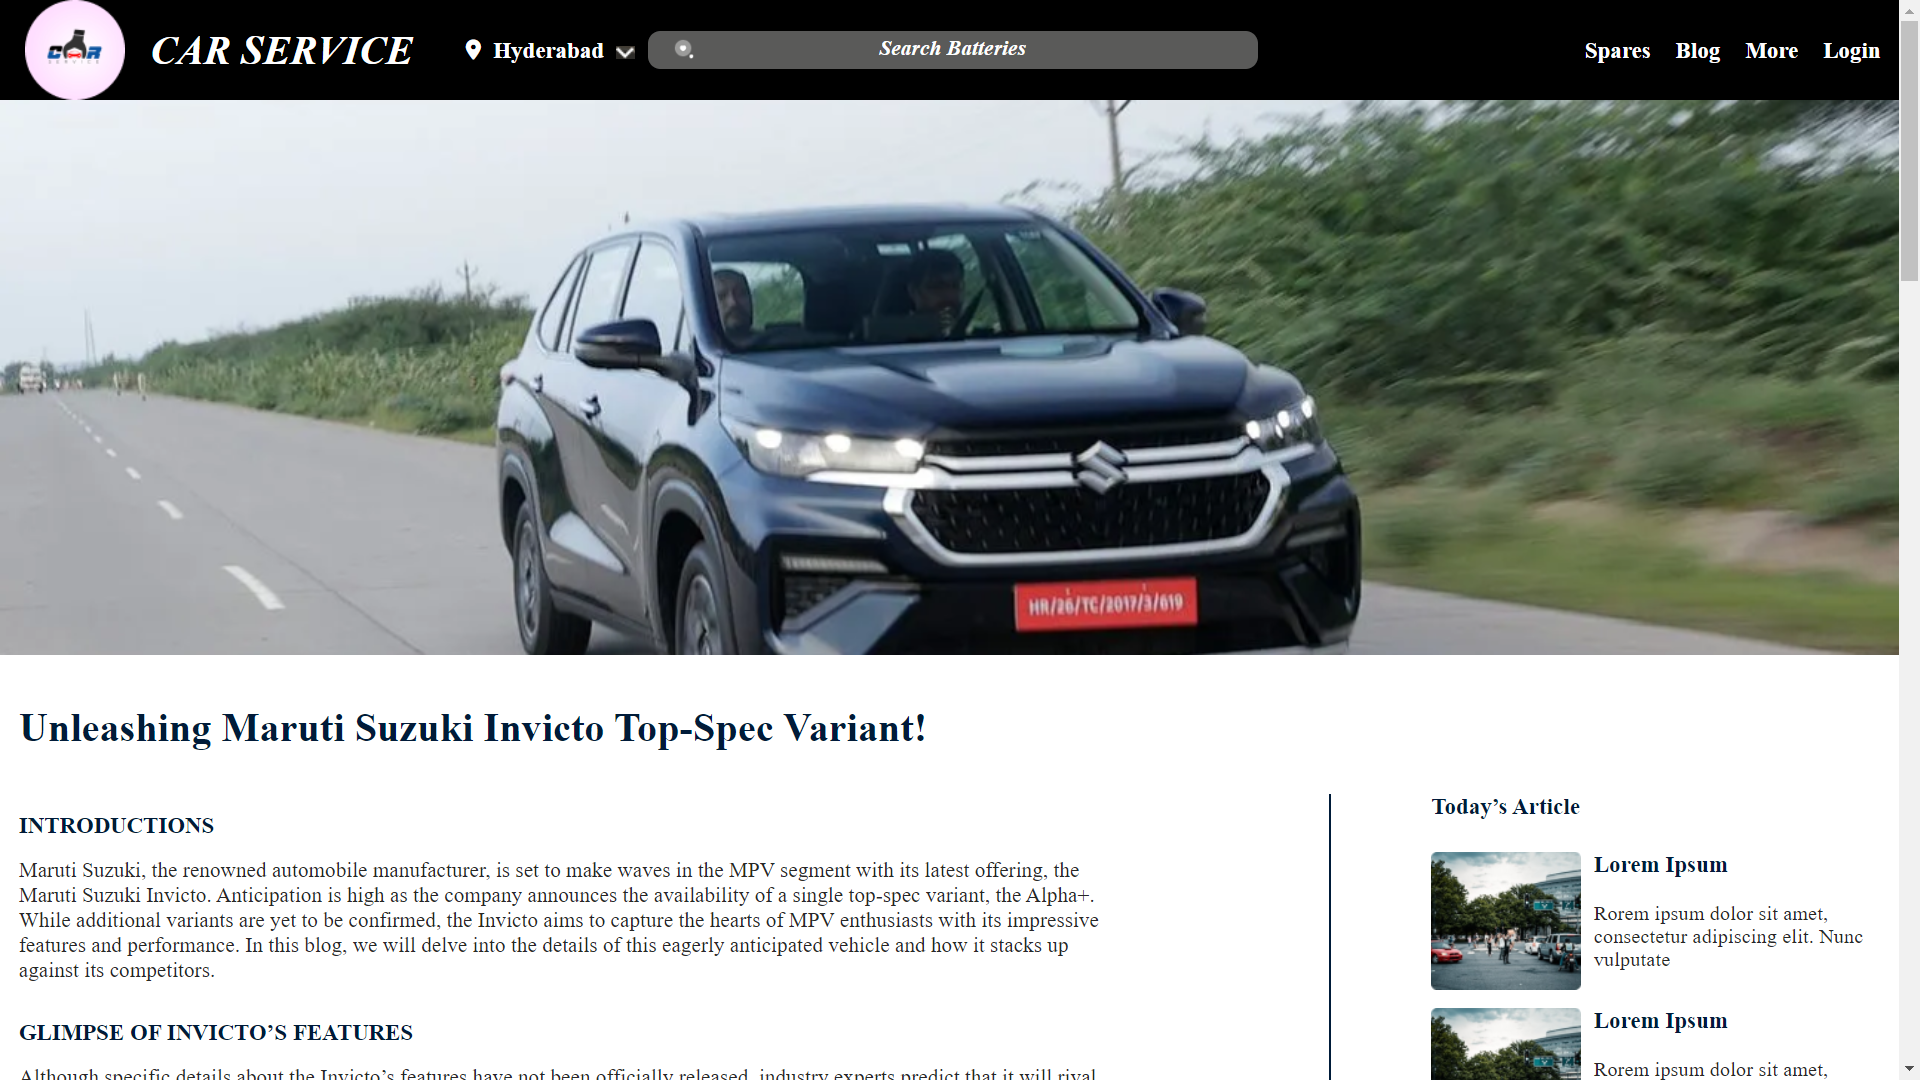 CAR
SERVICE
CAR SERVICE
Hyderabad
Search Batteries
Spares
Blog
More
Login
HR/26/TC/2017/3/619
Unleashing Maruti Suzuki Invicto Top-Spec Variant!
INTRODUCTIONS
Maruti Suzuki, the renowned automobile manufacturer, is set to make waves in the MPV segment with its latest offering, the
Maruti Suzuki Invicto. Anticipation is high as the company announces the availability of a single top-spec variant, the Alpha+.
While additional variants are yet to be confirmed, the Invicto aims to capture the hearts of MPV enthusiasts with its impressive
features and performance. In this blog, we will delve into the details of this eagerly anticipated vehicle and how it stacks up
against its competitors.
GLIMPSE OF INVICTO’S FEATURES
Although specific details about the Invicto’s features have not been officially released, industry experts predict that it will rival
Today’s Article
Lorem Ipsum
Rorem ipsum dolor sit amet,
consectetur adipiscing elit. Nunc
vulputate
Lorem Ipsum
Rorem ipsum dolor sit amet,